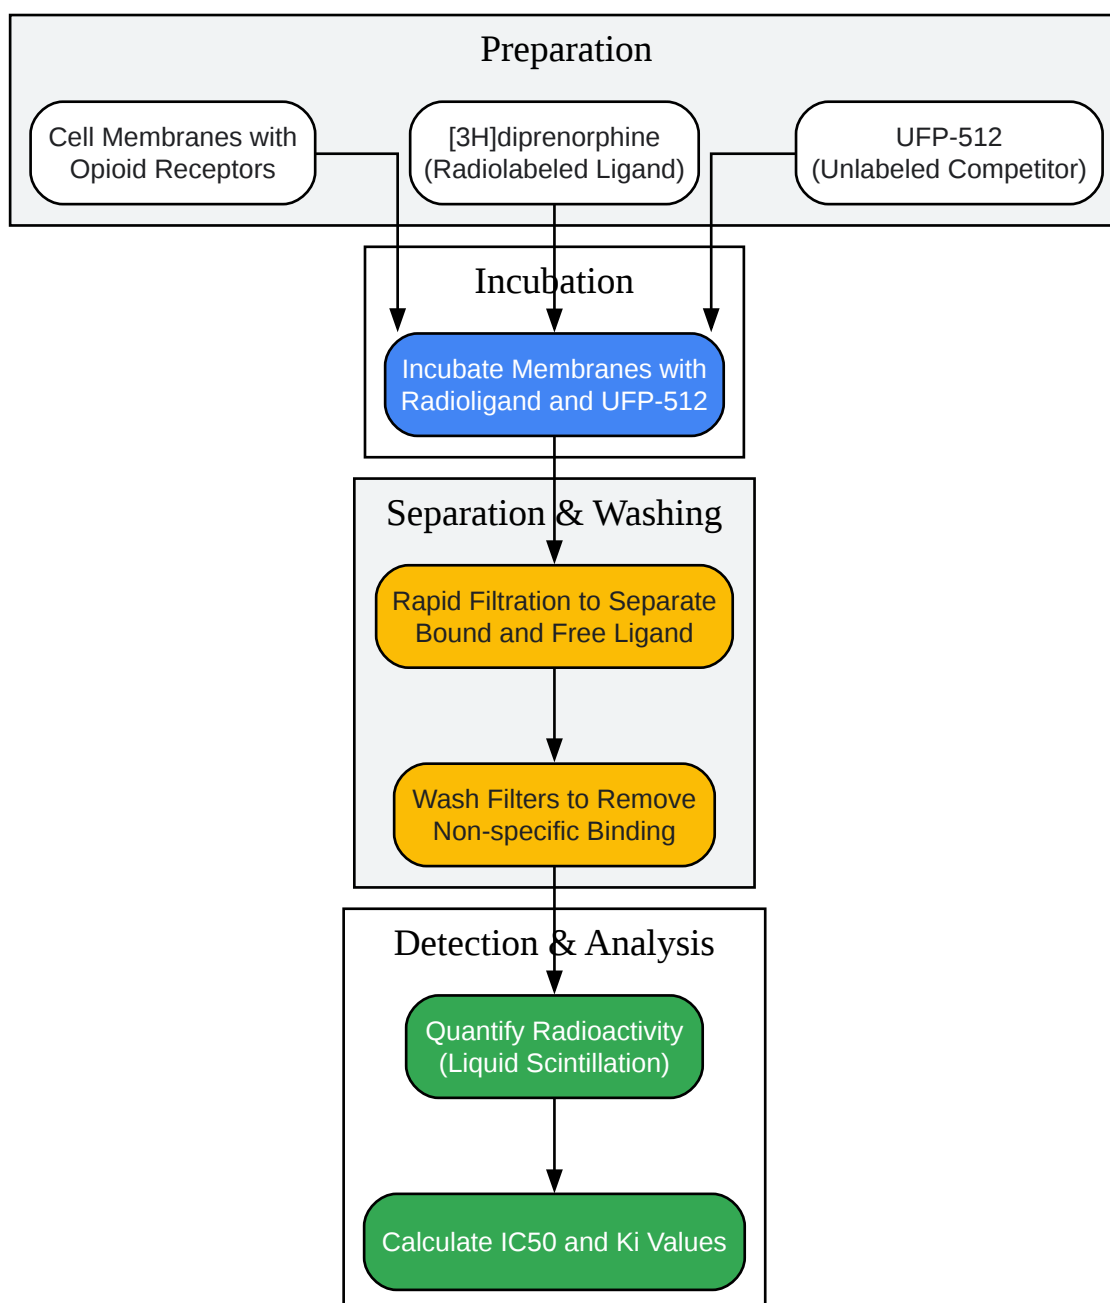 Preparation
Cell Membranes with
Opioid Receptors
[3H]diprenorphine
(Radiolabeled Ligand)
UFP-512
(Unlabeled Competitor)
Incubation
Incubate Membranes with
Radioligand and UFP-512
Separation & Washing
Rapid Filtration to Separate
Bound and Free Ligand
Wash Filters to Remove
Non-specific Binding
Detection & Analysis
Quantify Radioactivity
(Liquid Scintillation)
Calculate IC50 and Ki Values